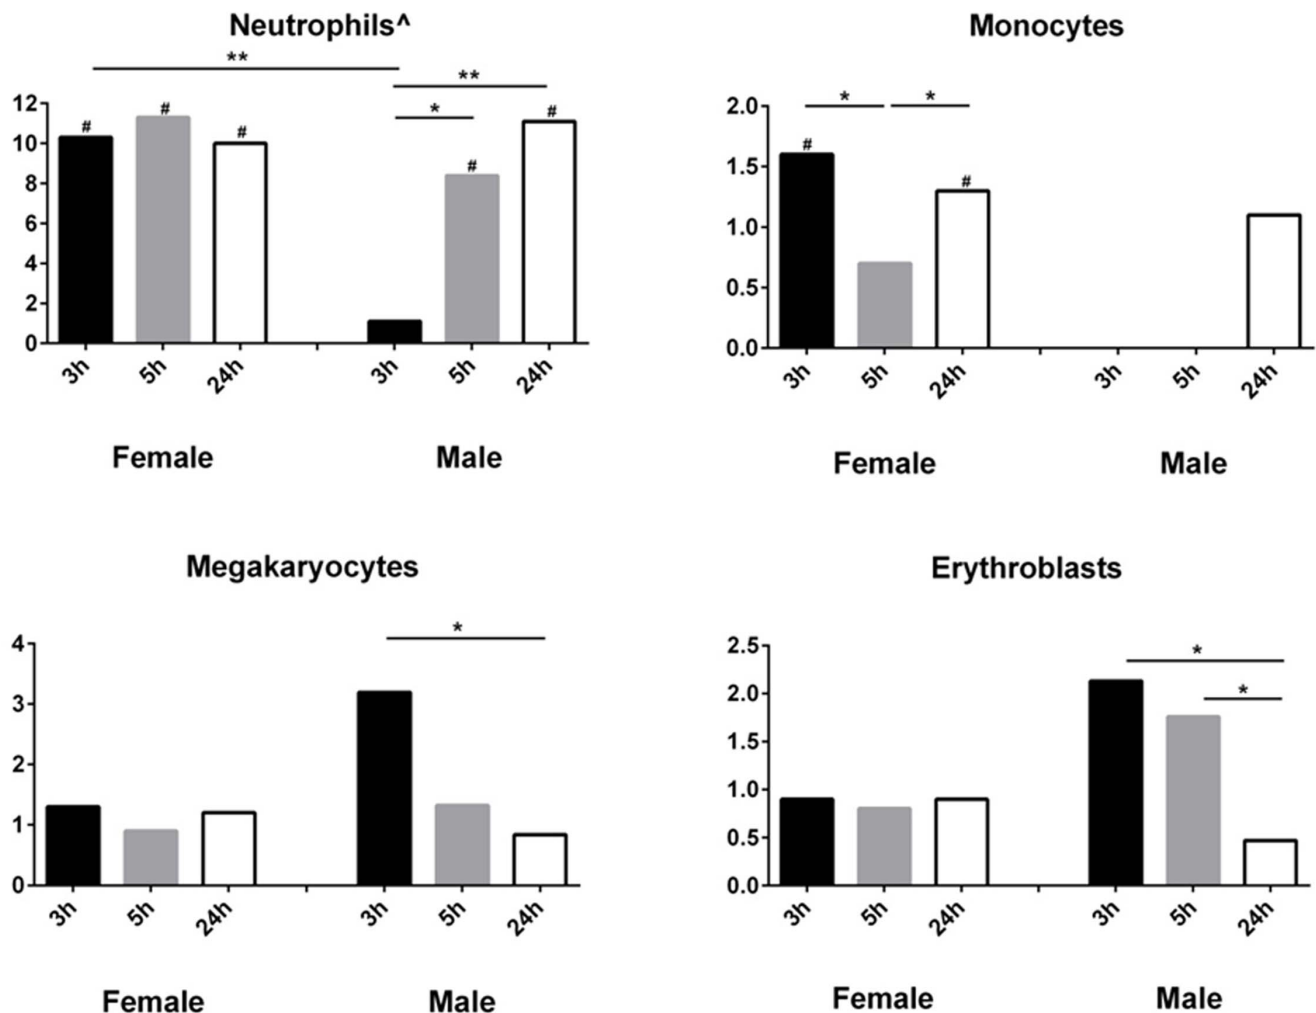 Neutrophils^
**
**
*
12
10
8
6
4
2
0
# # # # #
3h 5h 24h 3h 5h 24h
Female Male
Monocytes
* *
2.0
1.5
1.0
0.5
0.0
# #
3h 5h 24h 3h 5h 24h
Female Male
Megakaryocytes
*
4
3
2
1
0
3h 5h 24h 3h 5h 24h
Female Male
Erythroblasts
*
*
2.5
2.0
1.5
1.0
0.5
0.0
3h 5h 24h 3h 5h 24h
Female Male